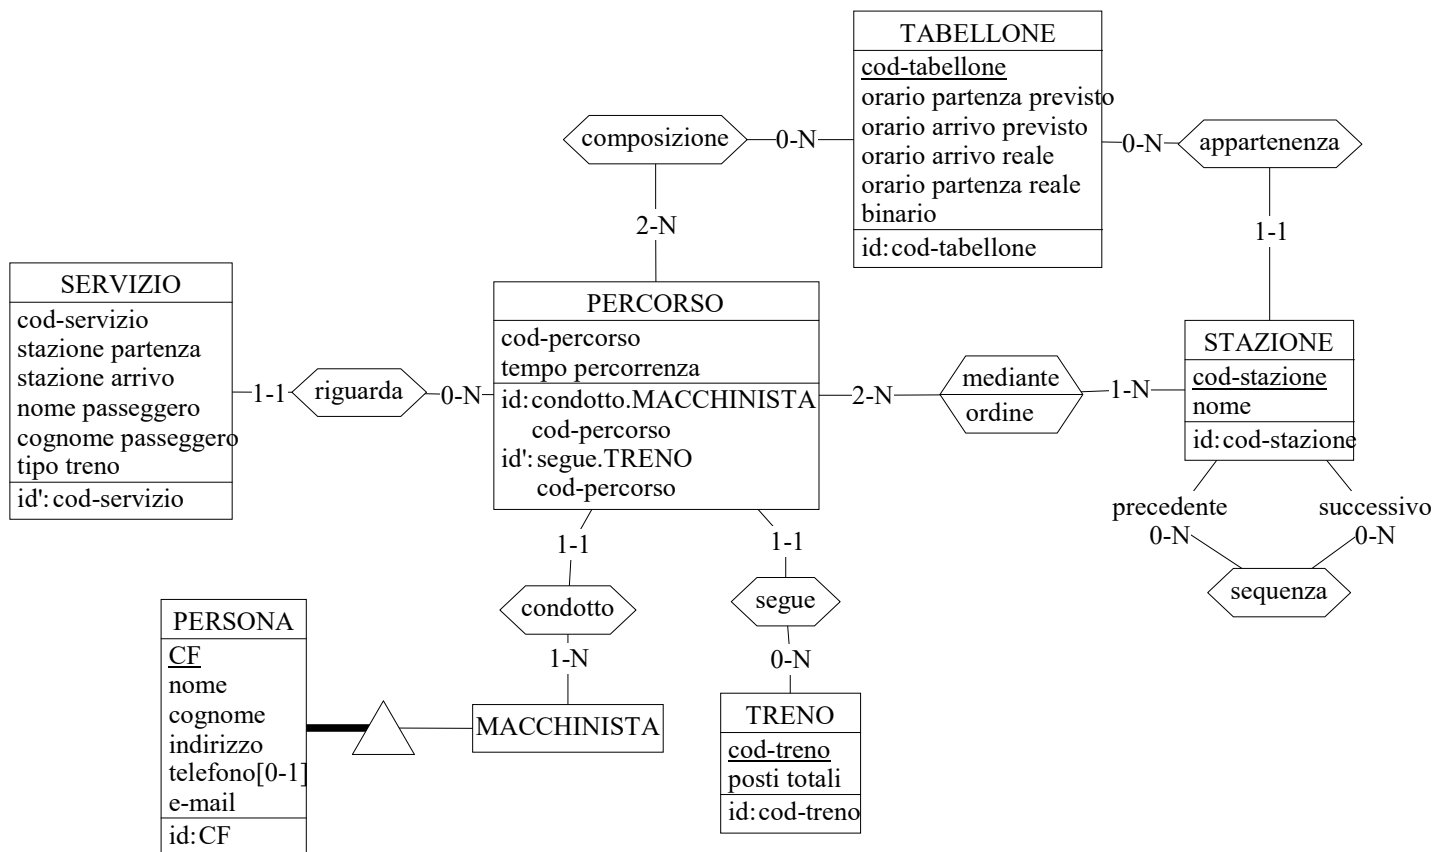 TABELLONE
cod-tabellone
orario partenza previsto
orario arrivo previsto
orario arrivo reale
orario partenza reale
binario
id:cod-tabellone
composizione
0-N
0-N
appartenenza
2-N
1-1
SERVIZIO
cod-servizio
stazione partenza
stazione arrivo
nome passeggero
cognome passeggero
tipo treno
id':cod-servizio
1-1
riguarda
0-N
PERCORSO
cod-percorso
tempo percorrenza
id:condotto.MACCHINISTA
cod-percorso
id':segue.TRENO
cod-percorso
2-N
mediante
ordine
1-N
STAZIONE
cod-stazione
nome
id:cod-stazione
precedente
0-N
successivo
0-N
sequenza
1-1
condotto
1-N
1-1
segue
0-N
PERSONA
CF
nome
cognome
indirizzo
telefono[0-1]
e-mail
id:CF
MACCHINISTA
TRENO
cod-treno
posti totali
id:cod-treno